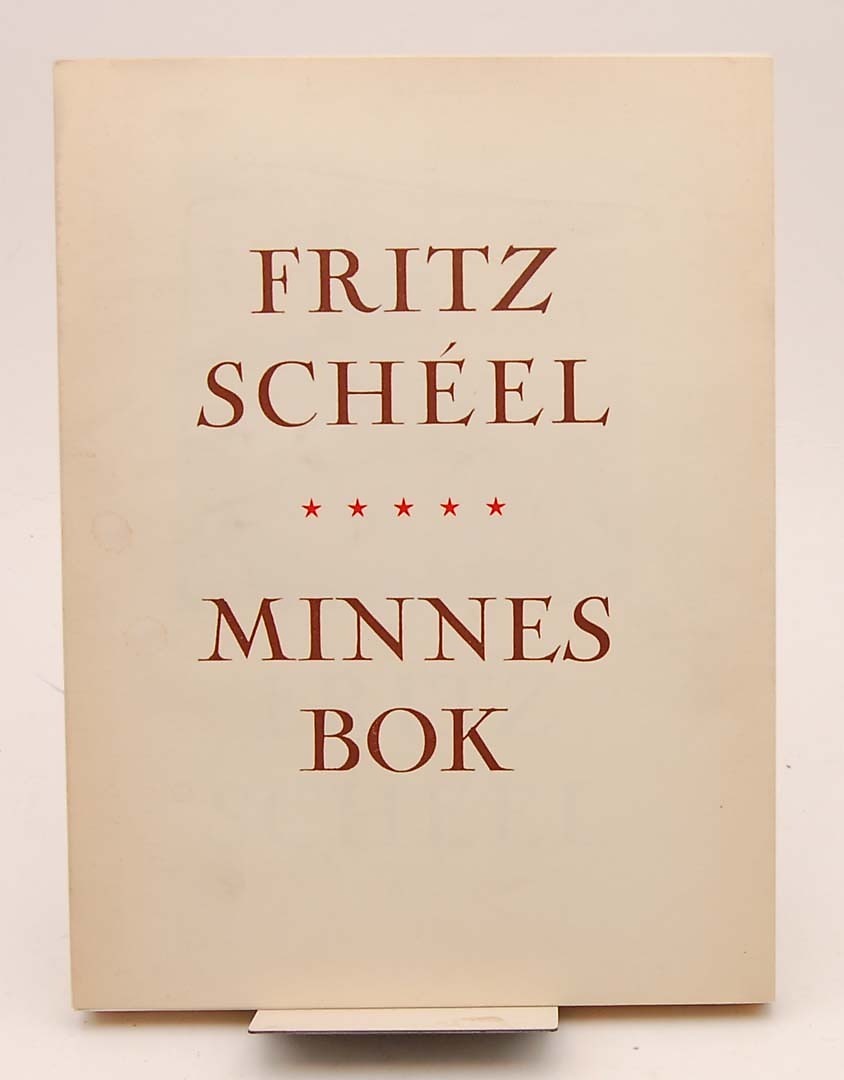 FRITZ
SCHÉEL
★ ★ ★ ★ ★
MINNES
BOK